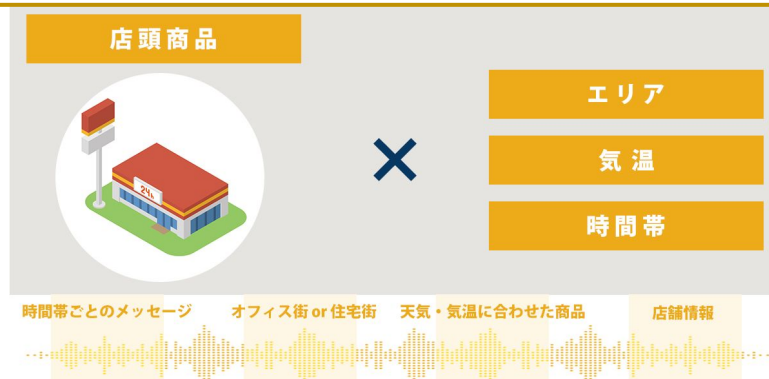 店頭商品
エリア
気温
時間帯
24h
時間帯ごとのメッセージ
オフィス街 or 住宅街
天気・気温に合わせた商品
店舗情報